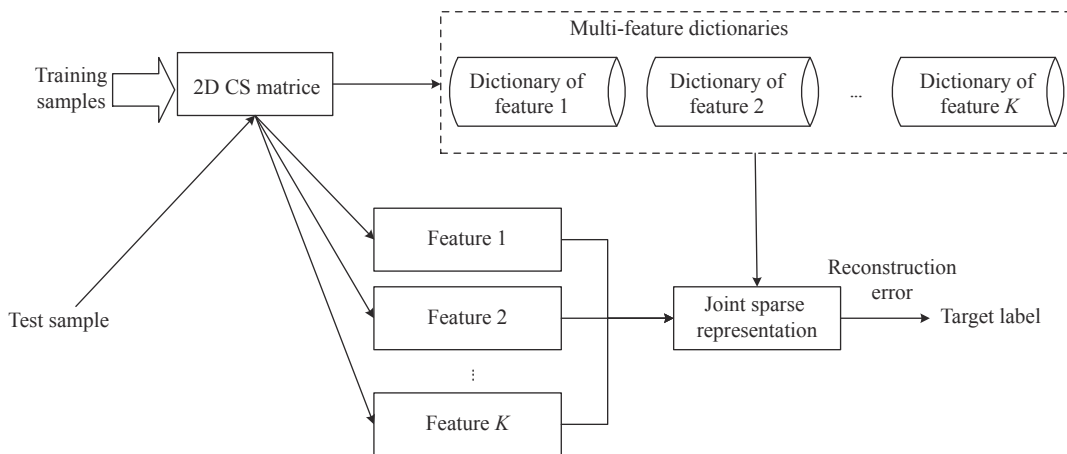 Multi-feature dictionaries
Training
samples
2D CS matrice
Dictionary of
feature 1
Dictionary of
feature 2
...
Dictionary of
feature K
Feature 1
Feature 2
...
Feature K
Test sample
Joint sparse
representation
Reconstruction
error
Target label